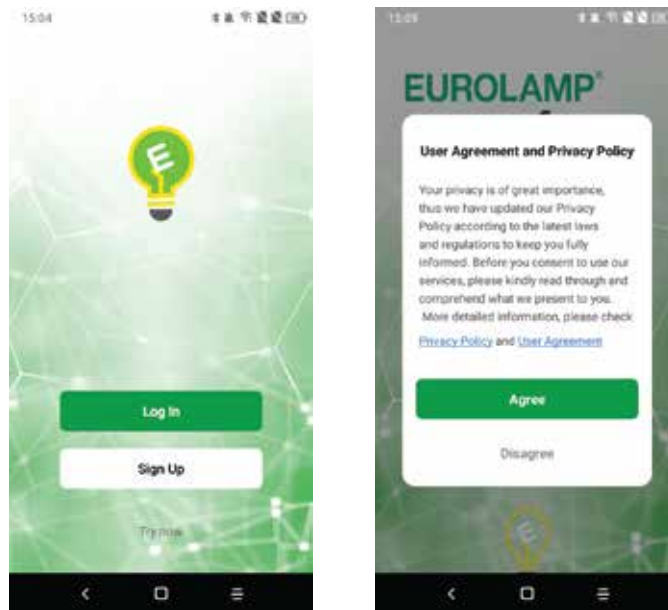 15:04
E
Log In
Sign Up
Try now
15:05
EUROLAMP®
User Agreement and Privacy Policy
Your privacy is of great importance,
thus we have updated our Privacy
Policy according to the latest laws
and regulations to keep you fully
informed. Before you consent to use our
services, please kindly read through and
comprehend what we present to you.
More detailed information, please check
Privacy Policy and User Agreement
Agree
Disagree
E